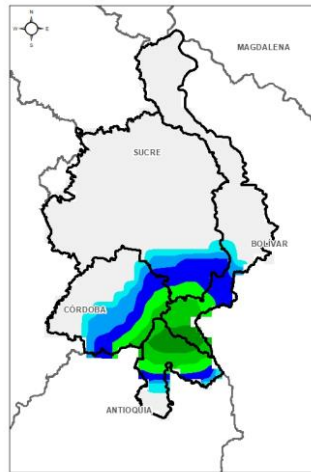 N
W E
S
MAGDALENA
SUCRE
BOLIVAR
CÓRDOBA
ANTIOQUIA